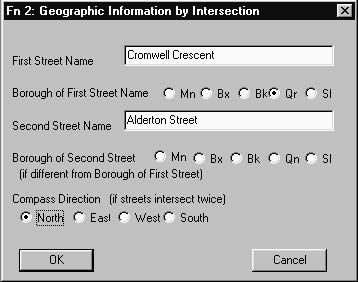 Fn 2: Geographic Information by Intersection
First Street Name Cromwell Crescent
Borough of First Street Name Mn Bx Bk Qr SI
Second Street Name Alderton Street
Borough of Second Street Mn Bx Bk Qn SI
(if different from Borough of First Street)
Compass Direction (if streets intersect twice)
North East West South
OK Cancel